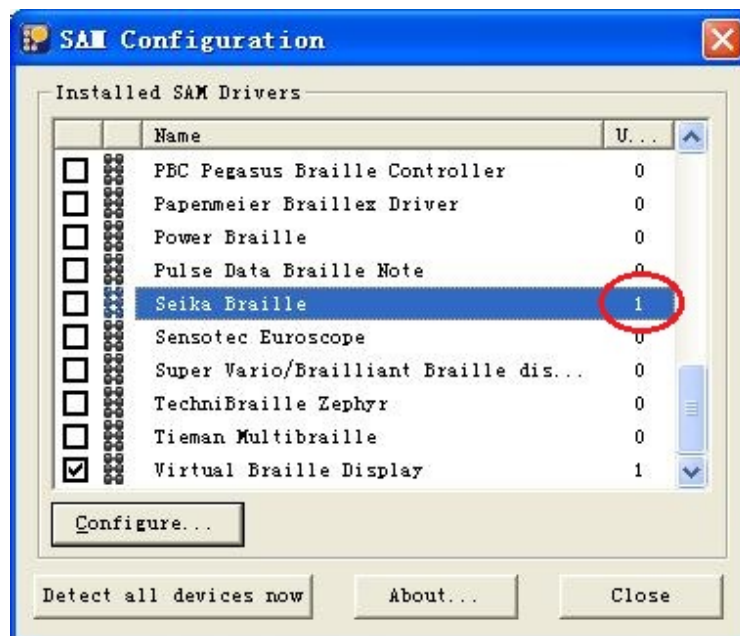 SAM Configuration
Installed SAM Drivers
Name U...
PBC Pegasus Braille Controller 0
Papenmeier Braillex Driver 0
Power Braille 0
Pulse Data Braille Note 0
Seika Braille 1
Sensotec Euroscope 0
Super Vario/Brailliant Braille dis... 0
TechniBraille Zephyr 0
Tieman Multibraille 0
Virtual Braille Display 1
Configure...
Detect all devices now About... Close